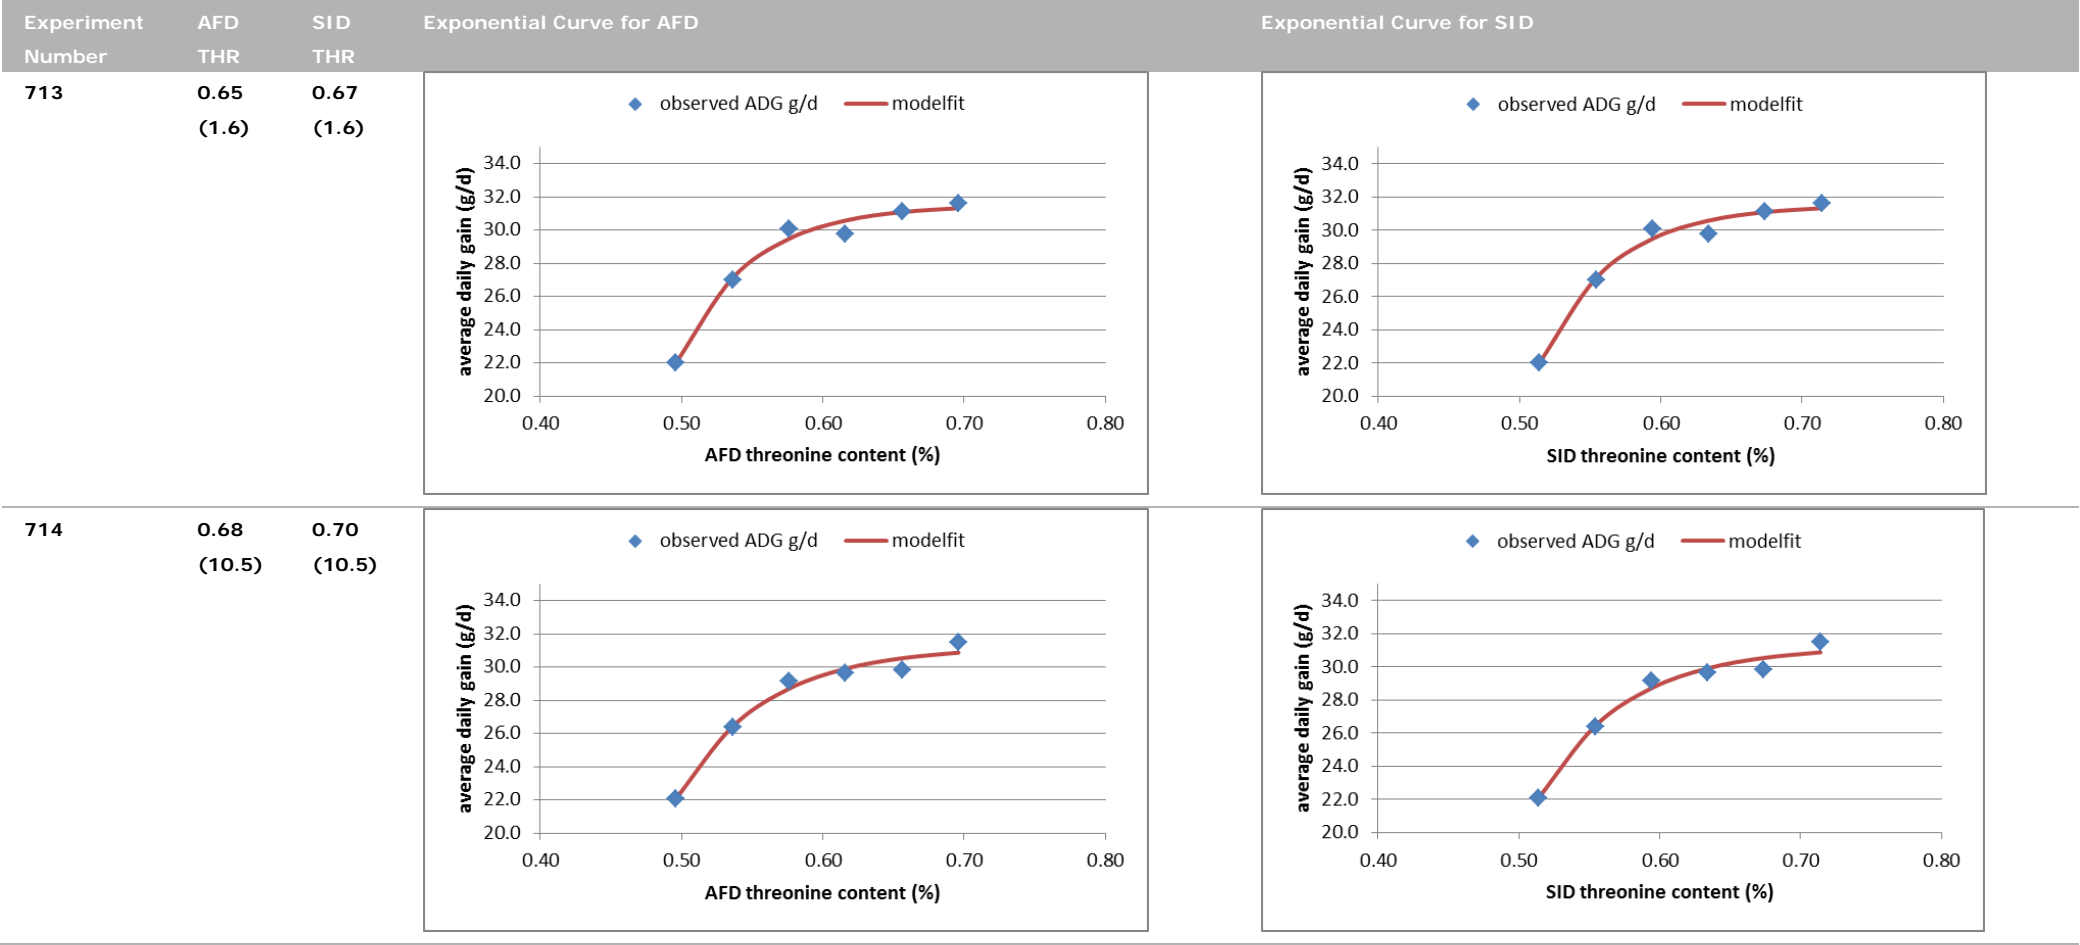 Experiment Number
AFD THR
SID THR
Exponential Curve for AFD
Exponential Curve for SID
713
0.65
(1.6)
0.67
(1.6)
observed ADG g/d
modelfit
average daily gain (g/d)
34.0
32.0
30.0
28.0
26.0
24.0
22.0
20.0
0.40 0.50 0.60 0.70 0.80
AFD threonine content (%)
observed ADG g/d
modelfit
average daily gain (g/d)
34.0
32.0
30.0
28.0
26.0
24.0
22.0
20.0
0.40 0.50 0.60 0.70 0.80
SID threonine content (%)
714
0.68
(10.5)
0.70
(10.5)
observed ADG g/d
modelfit
average daily gain (g/d)
34.0
32.0
30.0
28.0
26.0
24.0
22.0
20.0
0.40 0.50 0.60 0.70 0.80
AFD threonine content (%)
observed ADG g/d
modelfit
average daily gain (g/d)
34.0
32.0
30.0
28.0
26.0
24.0
22.0
20.0
0.40 0.50 0.60 0.70 0.80
SID threonine content (%)